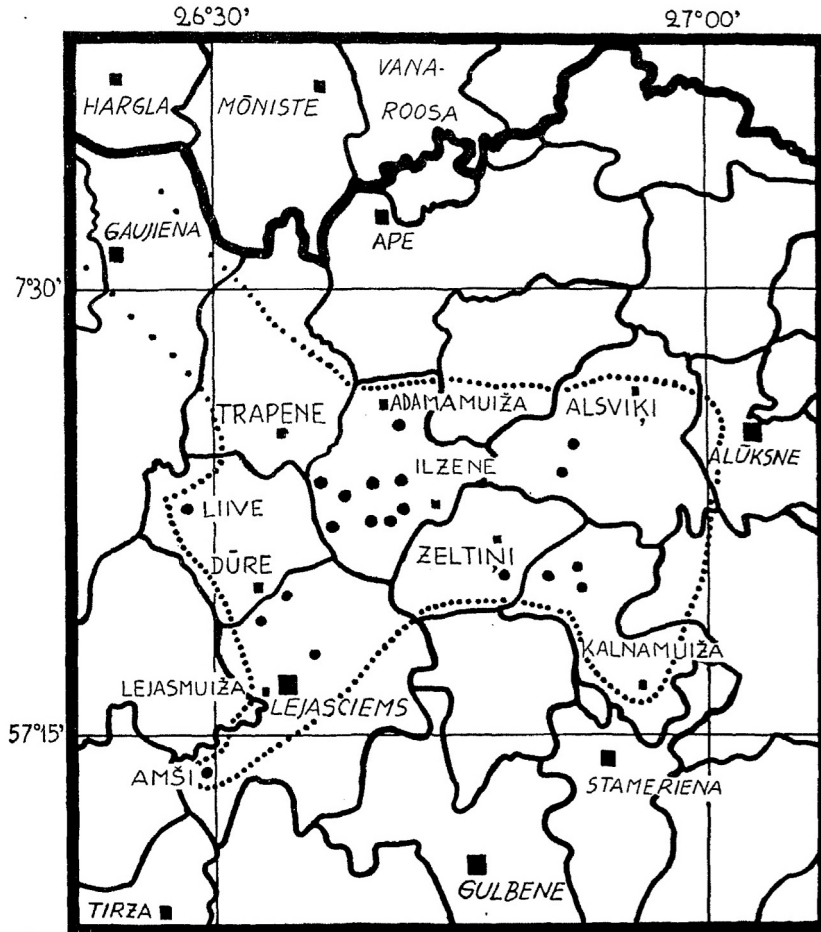 26°30'
27°00'
HARGLA
MŌNISTE
VANA-
ROOSA
GAUJIENA
APE
7°30'
TRAPENE
ADAMAMUIŽA
ALSVIĶI
ILZENE
ALŪKSNE
LIIVE
DŪRE
ZELTIŅI
KALNAMUIŽA
LEJASMUIŽA
LEJASCIEMS
57°15'
AMŠI
STAMERIENA
GULBENE
TIRZA